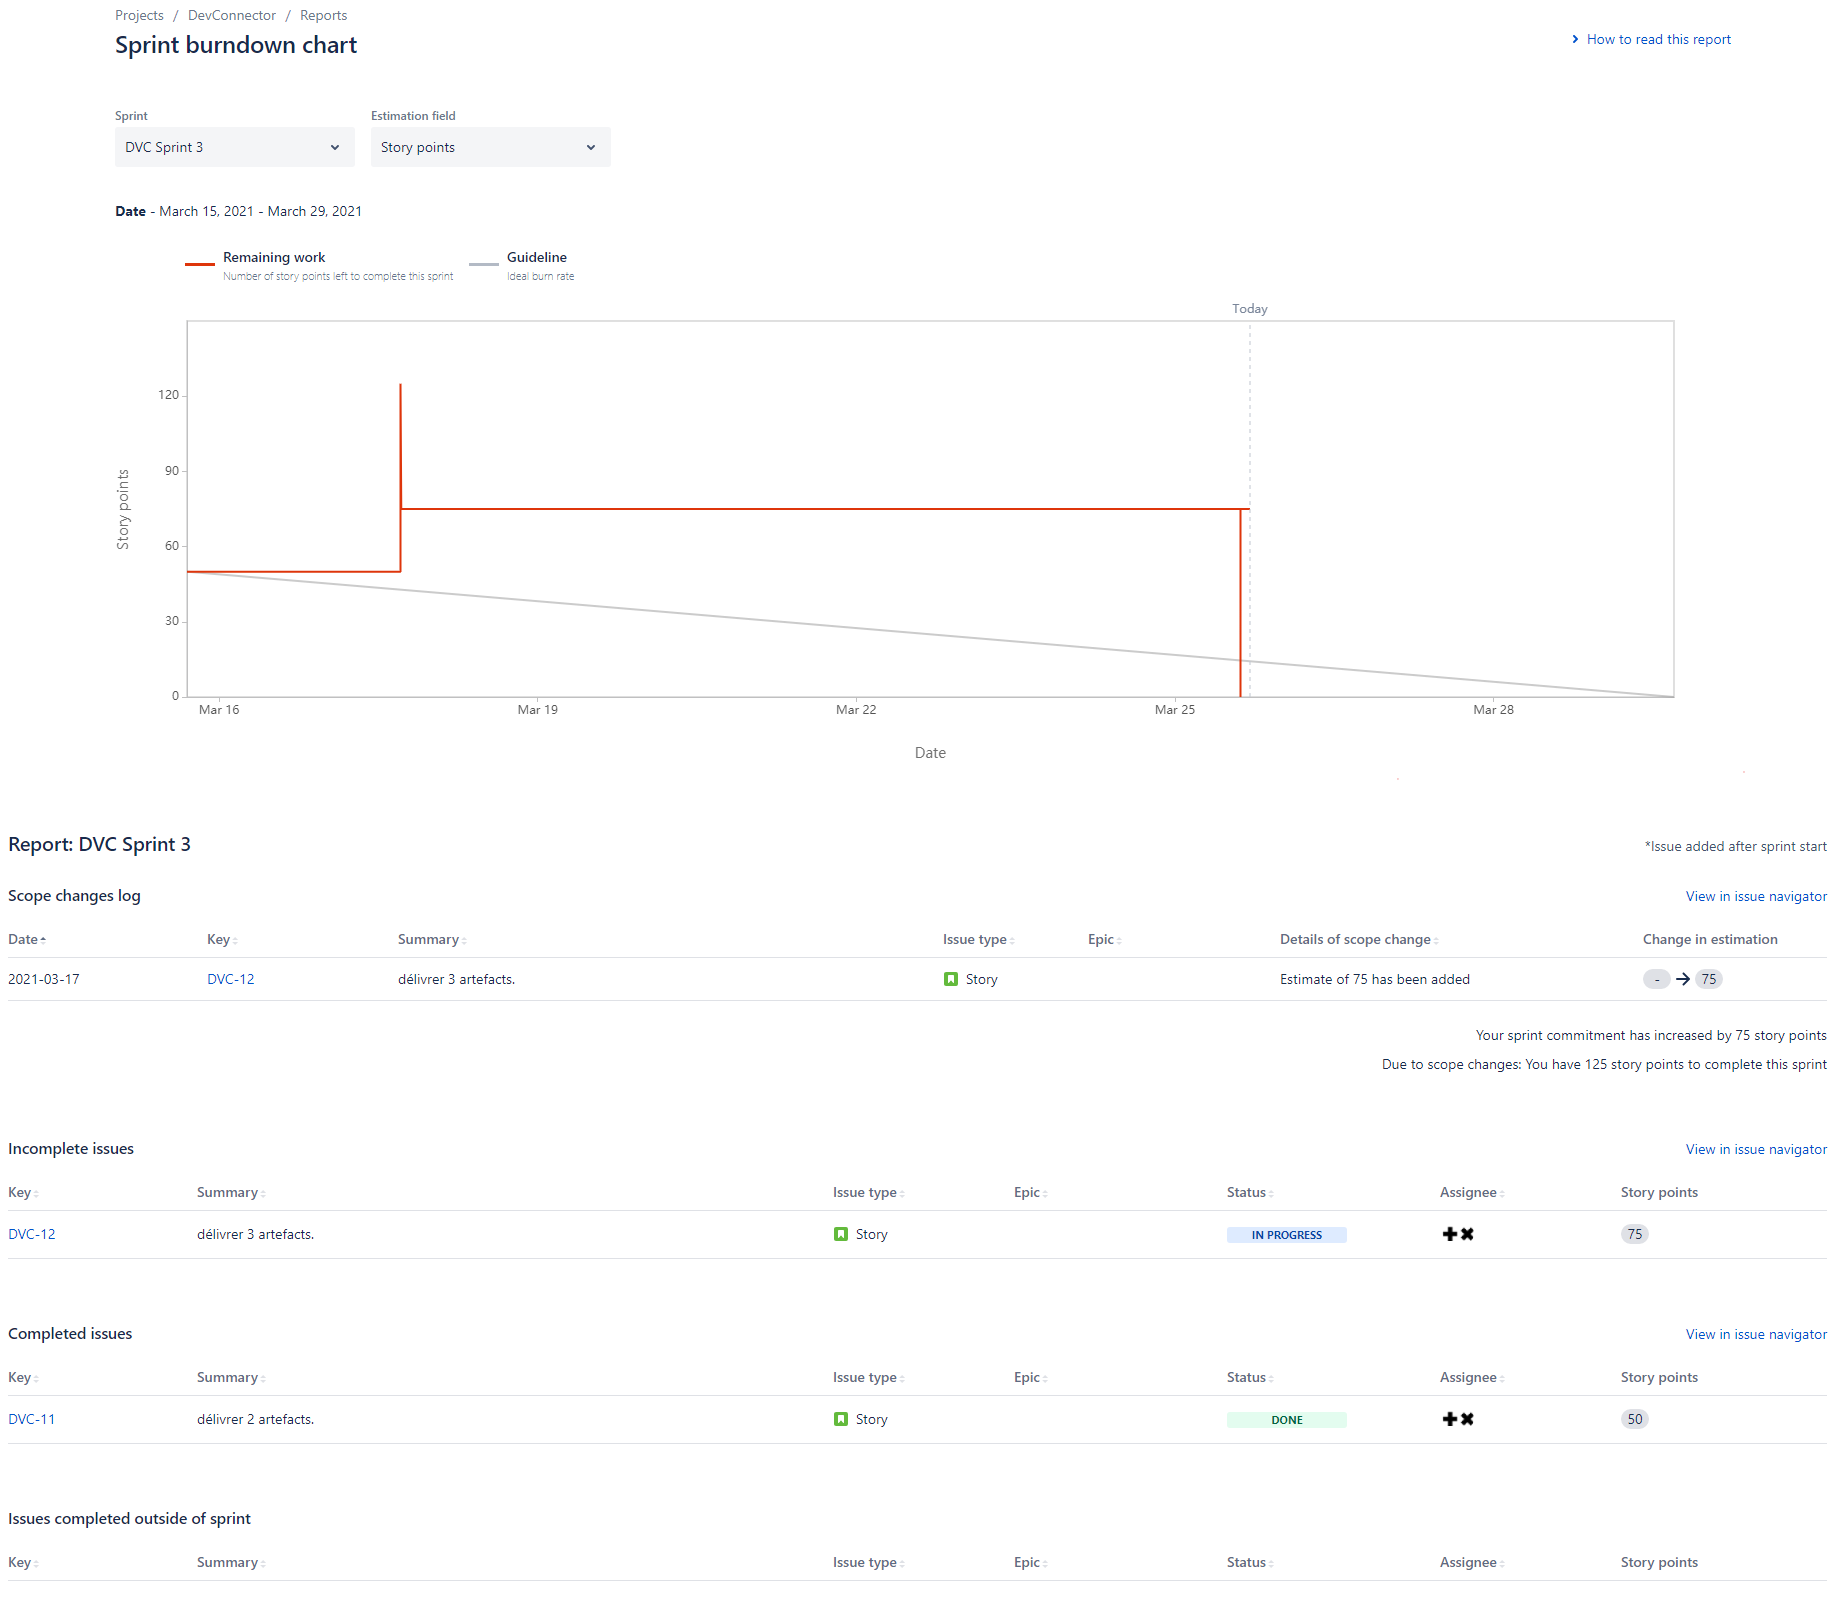 Projects / DevConnector / Reports
Sprint burndown chart
How to read this report
Sprint
Estimation field
DVC Sprint 3
Story points
Date - March 15, 2021 - March 29, 2021
Remaining work
Number of story points left to complete this sprint
Guideline
Ideal burn rate
Today
120
90
60
30
0
Story points
Mar 16
Mar 19
Mar 22
Mar 25
Mar 28
Date
Report: DVC Sprint 3
*Issue added after sprint start
Scope changes log
View in issue navigator
Date Key Summary Issue type Epic Details of scope change Change in estimation
2021-03-17 DVC-12 délivrer 3 artefacts. Story Estimate of 75 has been added - → 75
Your sprint commitment has increased by 75 story points
Due to scope changes: You have 125 story points to complete this sprint
Incomplete issues
View in issue navigator
Key Summary Issue type Epic Status Assignee Story points
DVC-12 délivrer 3 artefacts. Story IN PROGRESS 75
Completed issues
View in issue navigator
Key Summary Issue type Epic Status Assignee Story points
DVC-11 délivrer 2 artefacts. Story DONE 50
Issues completed outside of sprint
Key Summary Issue type Epic Status Assignee Story points